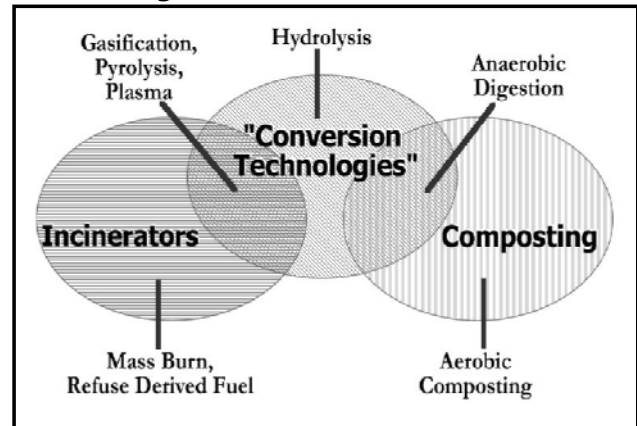 Gasification,
Pyrolysis,
Plasma
Hydrolysis
Anaerobic
Digestion
"Conversion
Technologies"
Incinerators
Composting
Mass Burn,
Refuse Derived Fuel
Aerobic
Composting